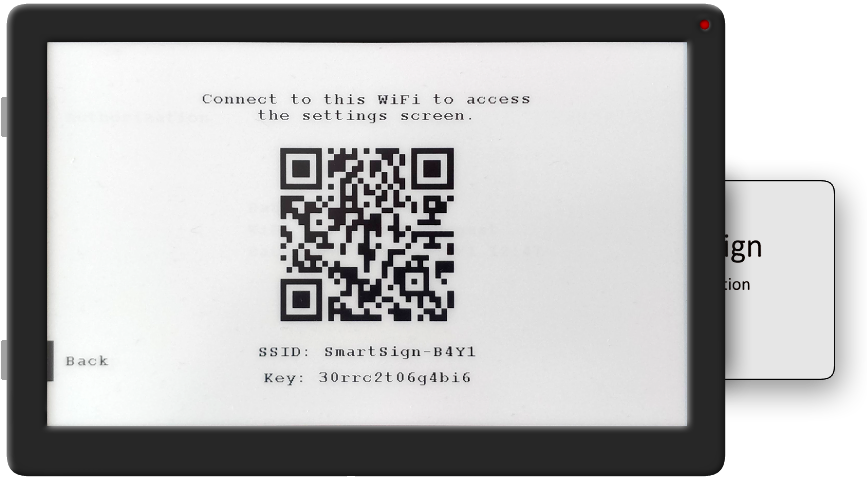 Connect to this WiFi to access
the settings screen.
SSID: SmartSign-B4Y1
Key: 30rrc2t06g4bi6
Back
ign
tion